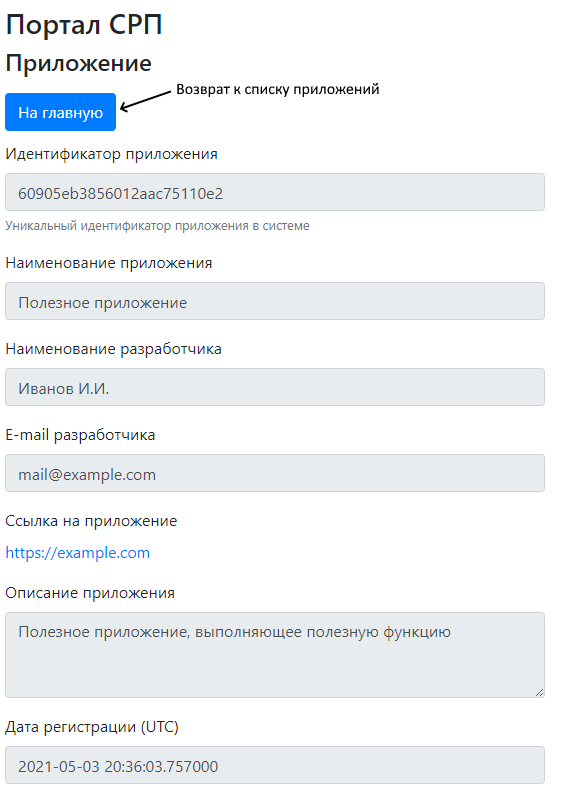 Портал СРП
Приложение
Возврат к списку приложений
На главную
Идентификатор приложения
60905eb3856012aac75110e2
Уникальный идентификатор приложения в системе
Наименование приложения
Полезное приложение
Наименование разработчика
Иванов И.И.
E-mail разработчика
mail@example.com
Ссылка на приложение
https://example.com
Описание приложения
Полезное приложение, выполняющее полезную функцию
Дата регистрации (UTC)
2021-05-03 20:36:03.757000